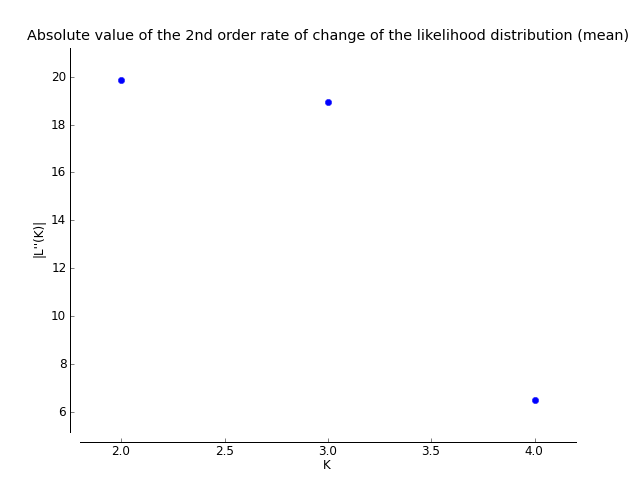 Absolute value of the 2nd order rate of change of the likelihood distribution (mean)
20
18
16
14
12
10
8
6
|L''(K)|
2.0 2.5 3.0 3.5 4.0
K